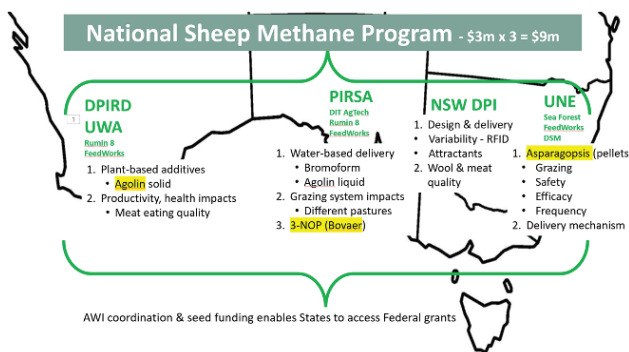 National Sheep Methane Program - $3m x 3 = $9m
1
DPIRD
UWA
Rumin 8
FeedWorks
1. Plant-based additives
• Agolin solid
2. Productivity, health impacts
• Meat eating quality
PIRSA
DIT AgTech
Rumin 8
FeedWorks
1. Water-based delivery
• Bromoform
• Agolin liquid
2. Grazing system impacts
• Different pastures
3. 3-NOP (Bovaer)
NSW DPI
1. Design & delivery
• Variability - RFID
• Attractants
2. Wool & meat
quality
UNE
Sea Forest
FeedWorks
DSM
1. Asparagopsis (pellets
• Grazing
• Safety
• Efficacy
• Frequency
2. Delivery mechanism
AWI coordination & seed funding enables States to access Federal grants